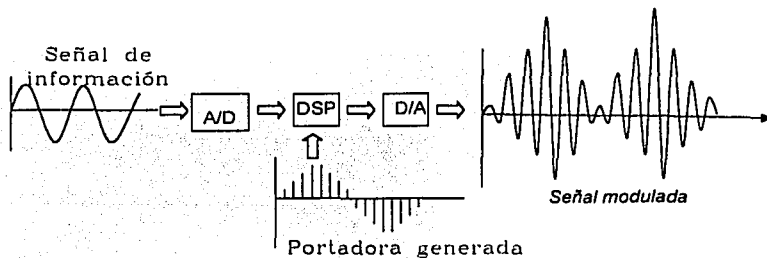 Señal de
información
A/D
DSP
D/A
Señal modulada
Portadora generada